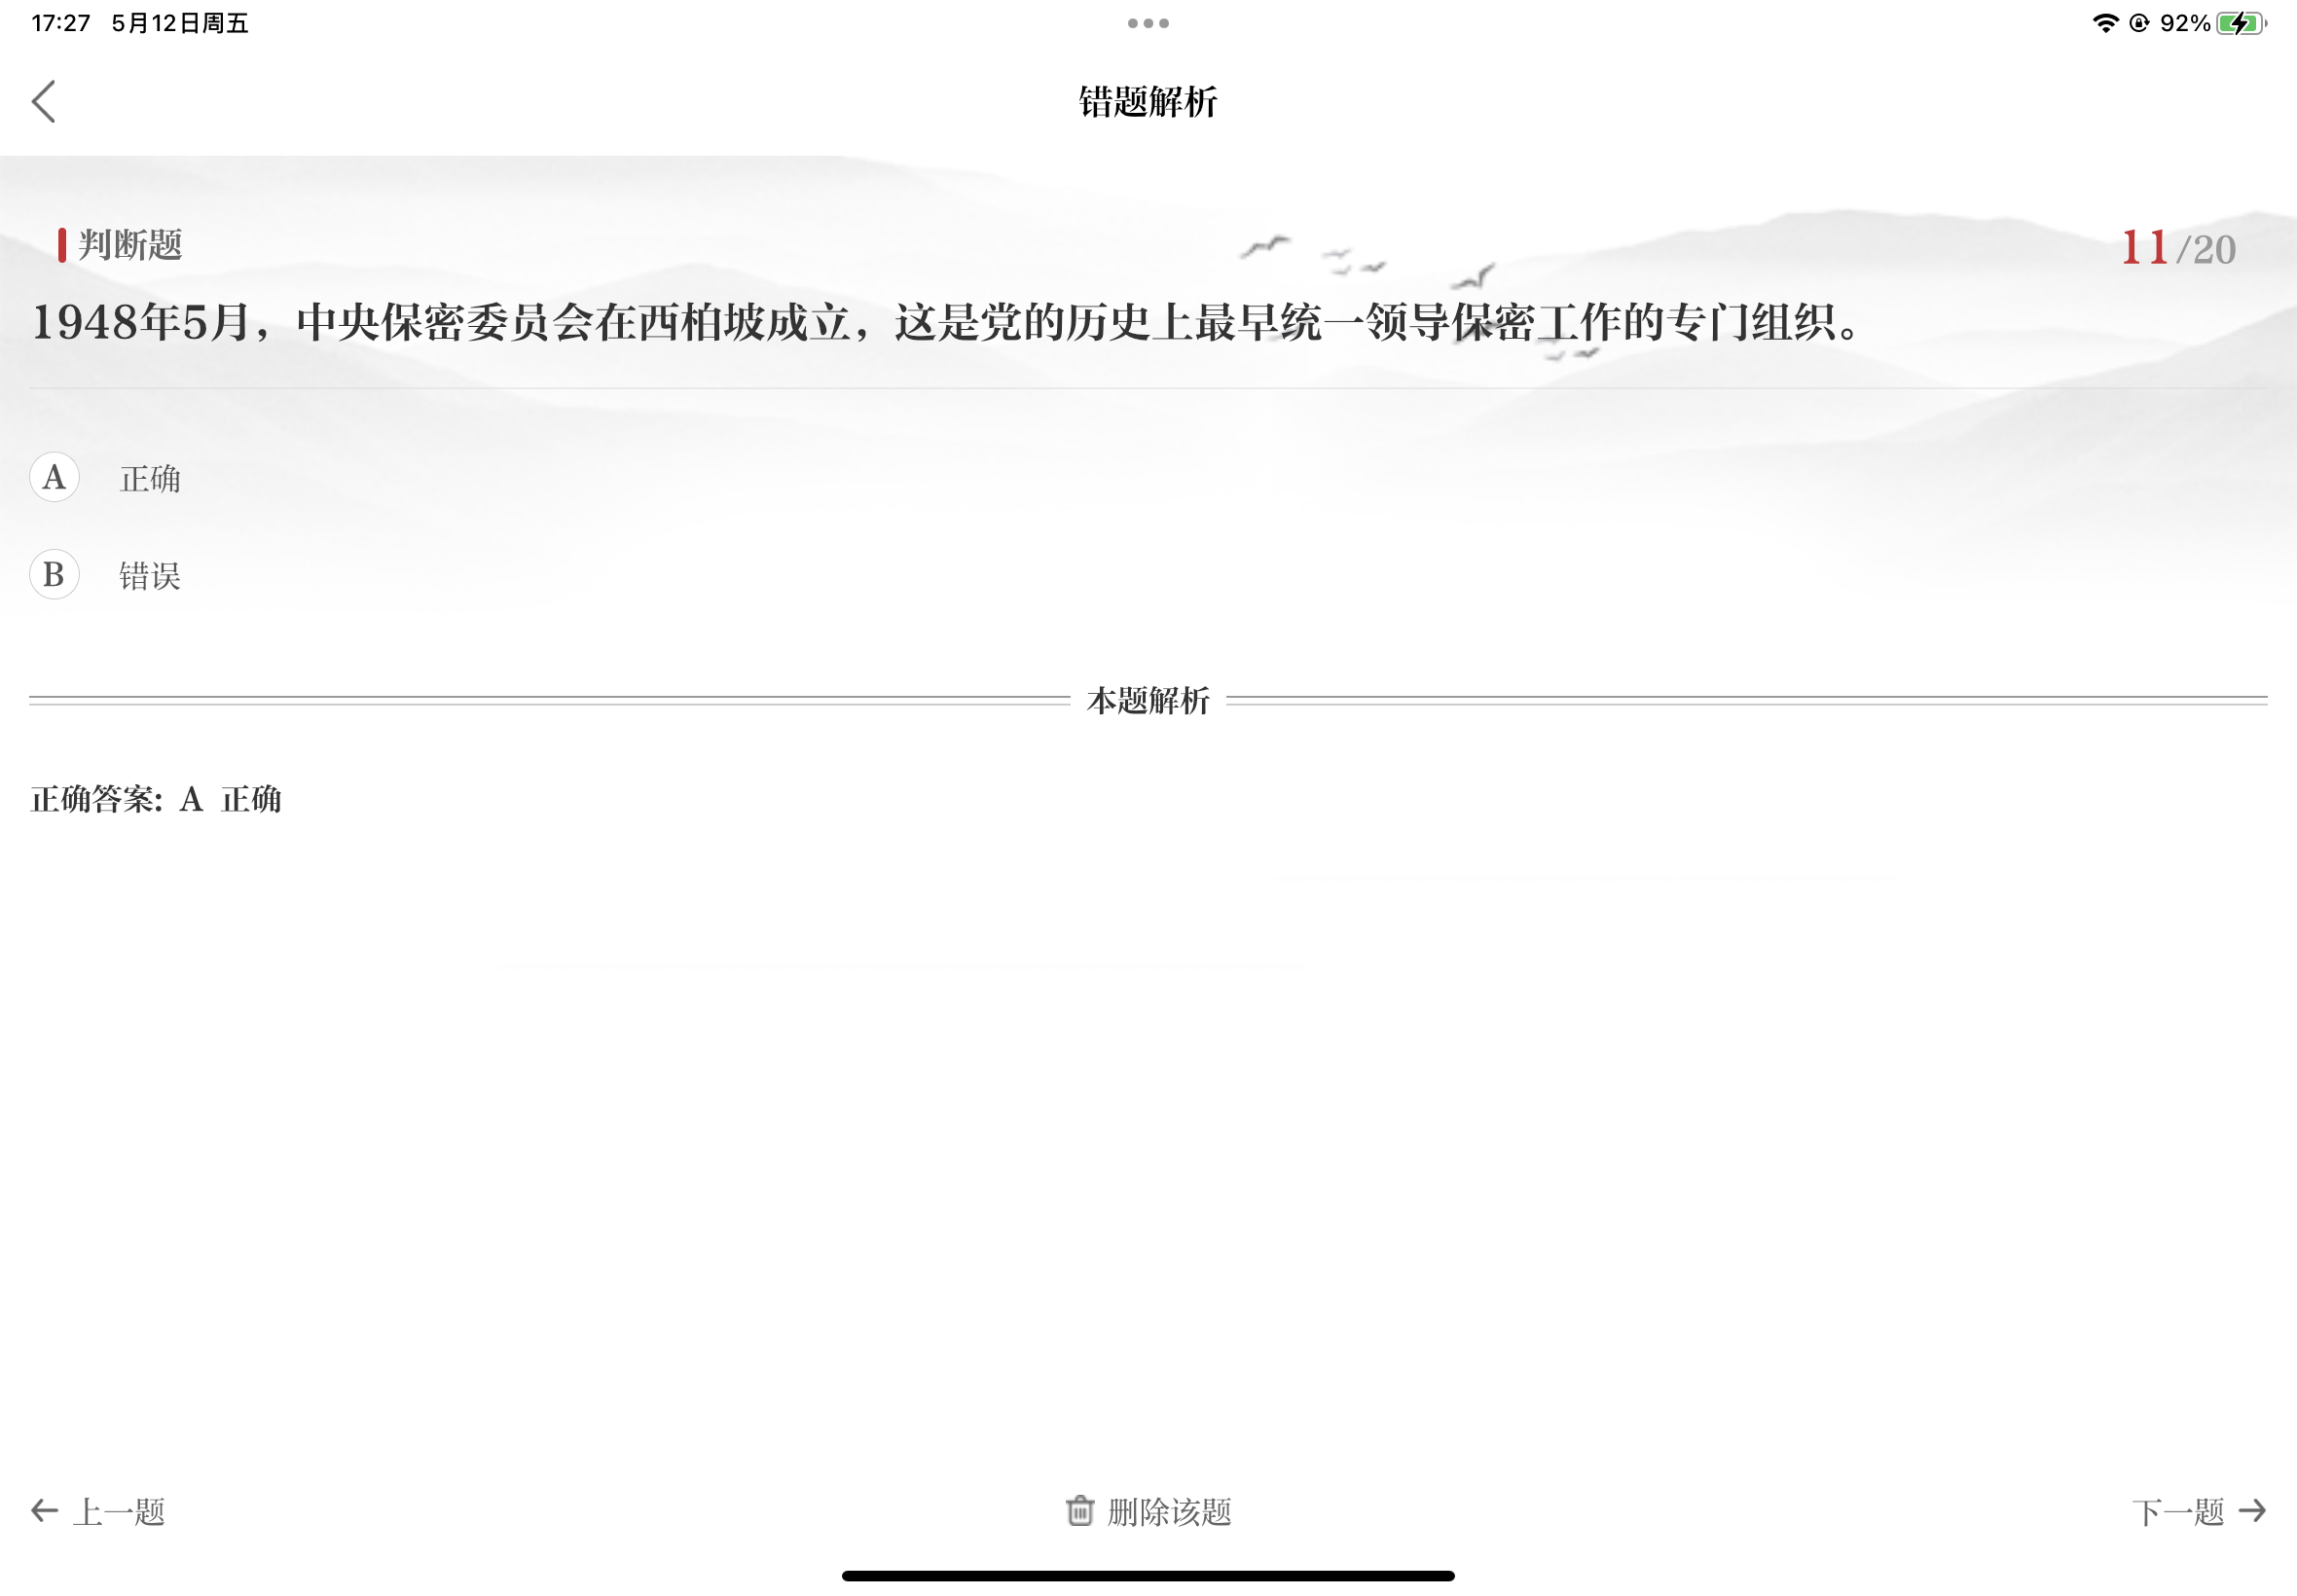 17:27 5月12日周五
92%
错题解析
判断题
11/20
1948年5月，中央保密委员会在西柏坡成立，这是党的历史上最早统一领导保密工作的专门组织。
A 正确
B 错误
本题解析
正确答案: A 正确
上一题 删除该题 下一题